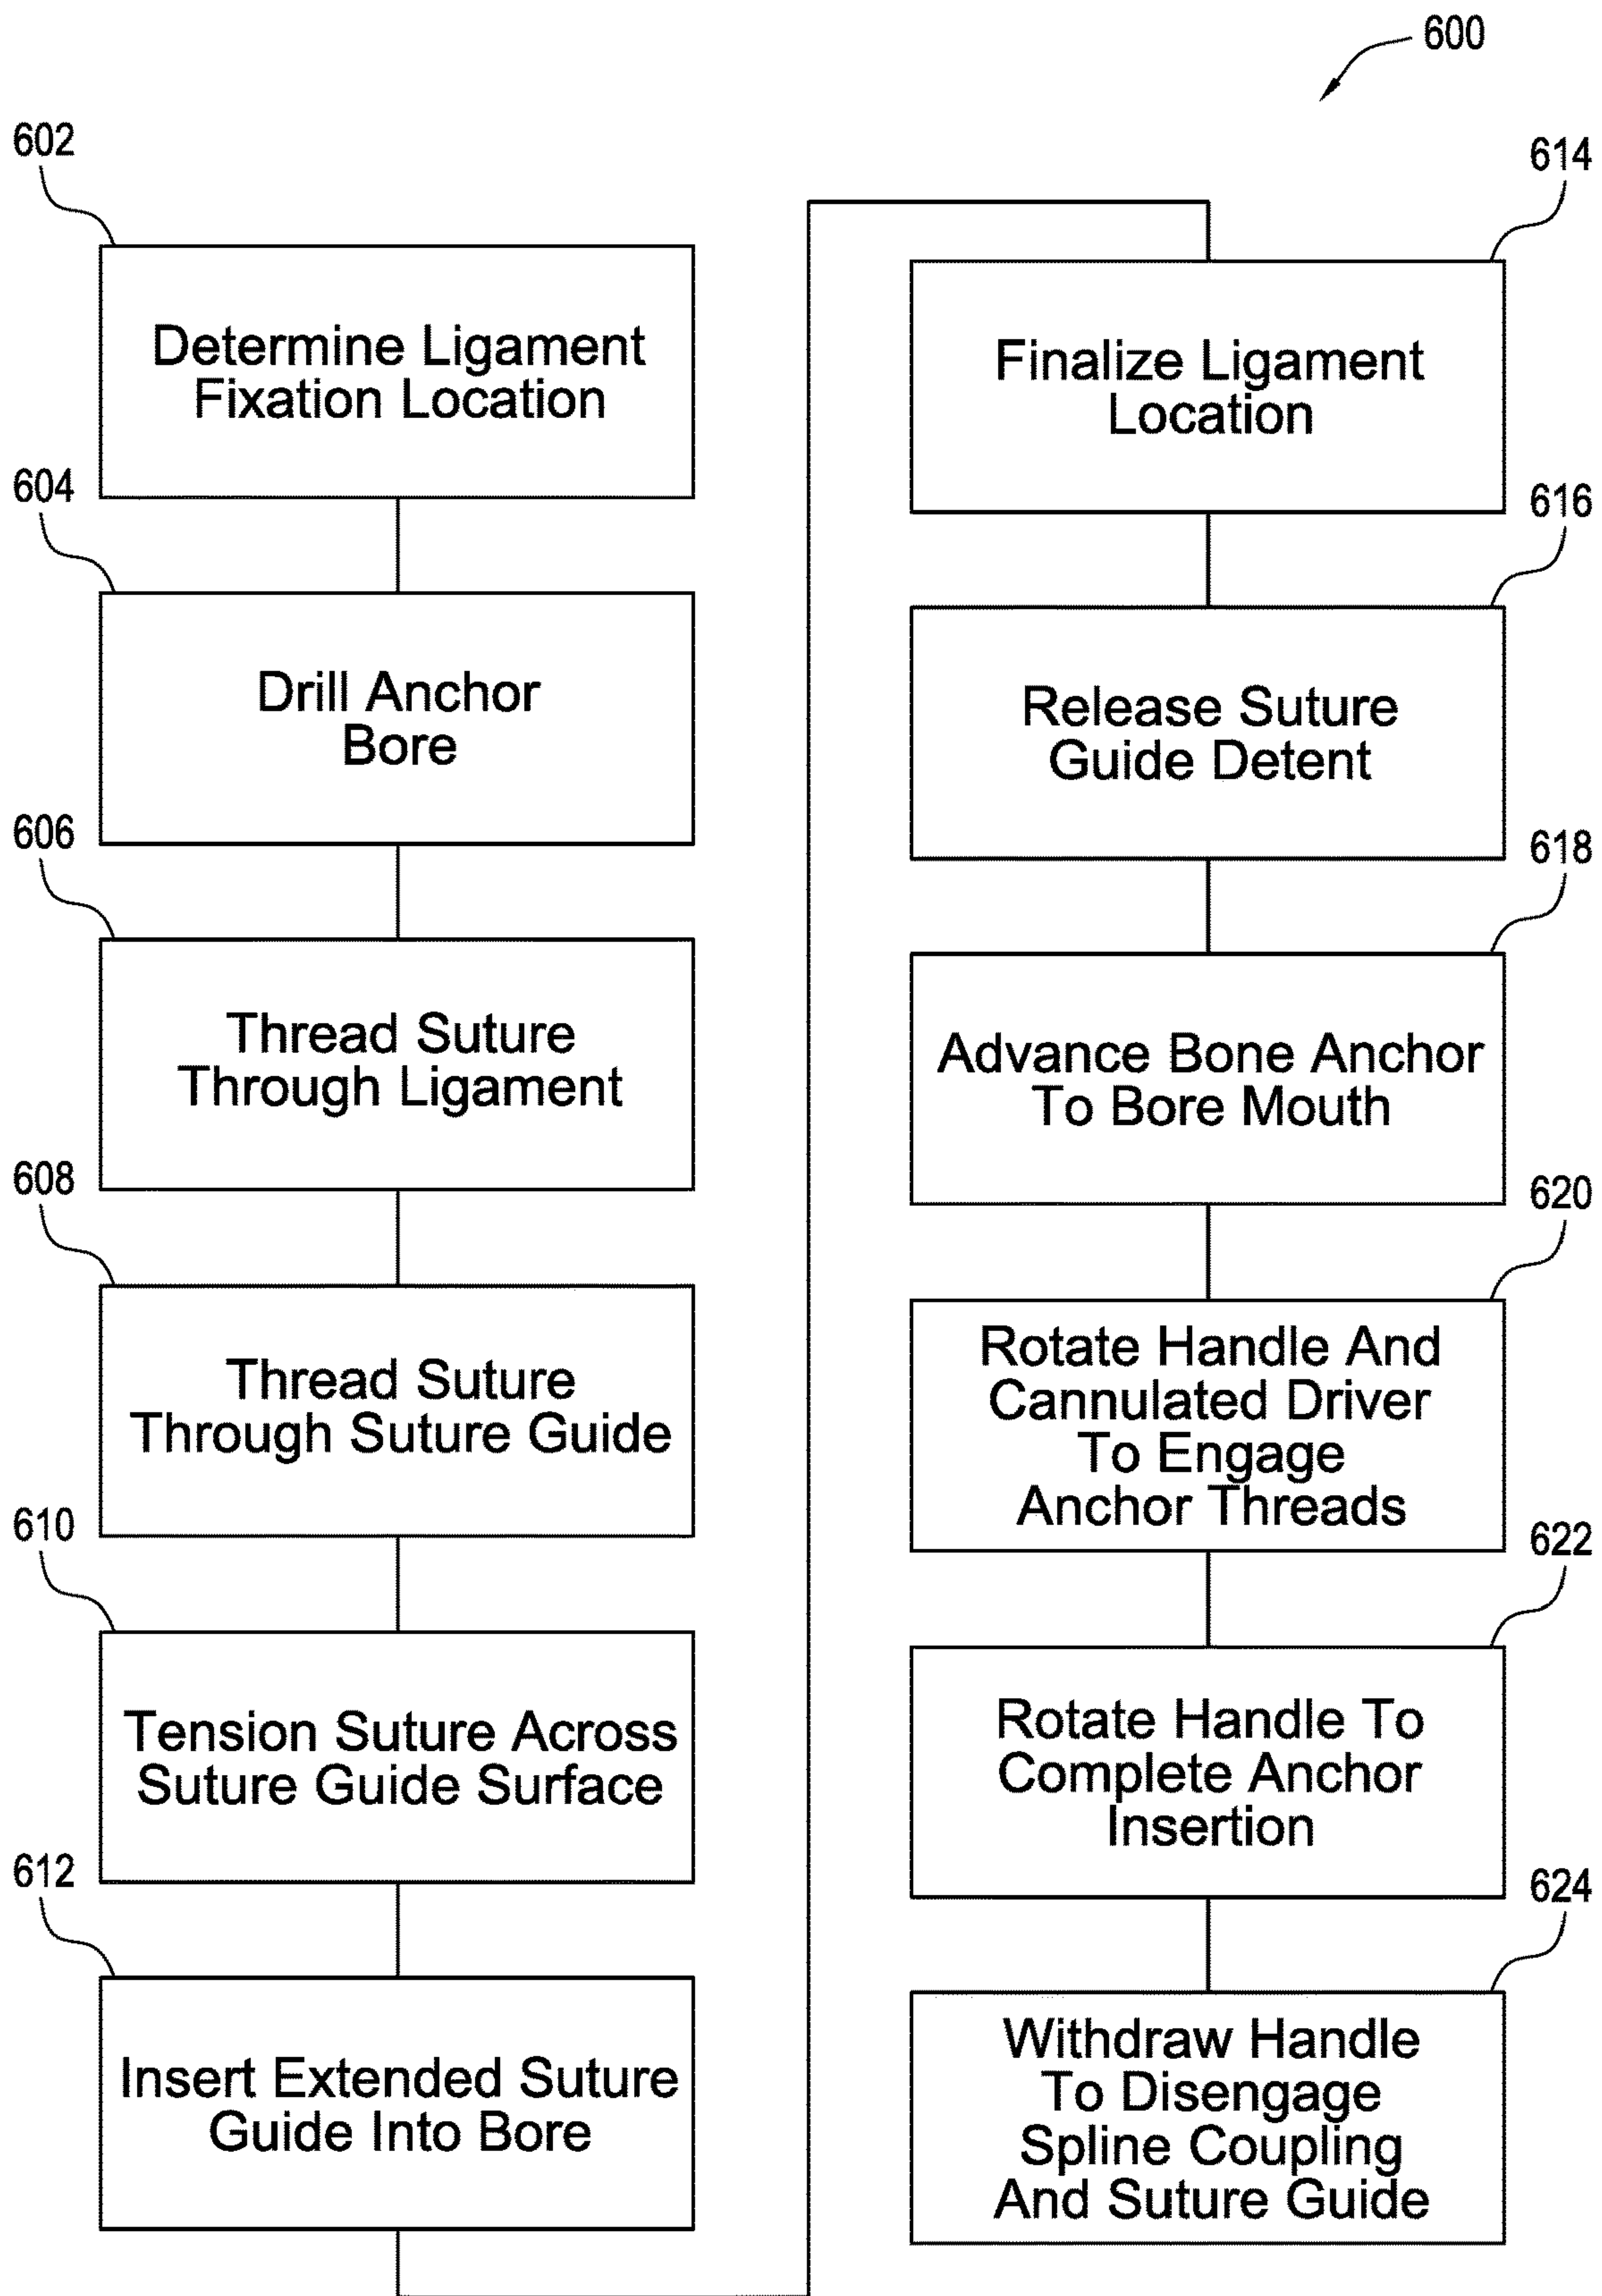 600
602
Determine Ligament
Fixation Location
604
Drill Anchor
Bore
606
Thread Suture
Through Ligament
608
Thread Suture
Through Suture Guide
610
Tension Suture Across
Suture Guide Surface
612
Insert Extended Suture
Guide Into Bore
614
Finalize Ligament
Location
616
Release Suture
Guide Detent
618
Advance Bone Anchor
To Bore Mouth
620
Rotate Handle And
Cannulated Driver
To Engage
Anchor Threads
622
Rotate Handle To
Complete Anchor
Insertion
624
Withdraw Handle
To Disengage
Spline Coupling
And Suture Guide